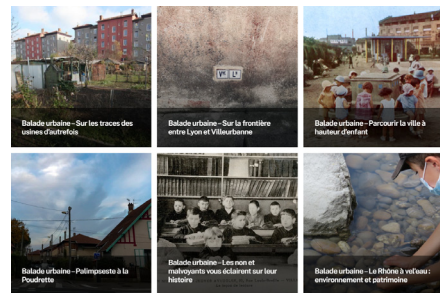 Vne Ln
Balade urbaine – Sur les traces des
usines d'autrefois
Balade urbaine – Sur la frontière
entre Lyon et Villeurbanne
Balade urbaine – Parcourir la ville à
hauteur d'enfant
Balade urbaine – Palimpseste à la
Poudrette
Balade urbaine – Les non et
malvoyants vous éclairent sur leur
histoire
Balade urbaine – Le Rhône à vel'eau :
environnement et patrimoine